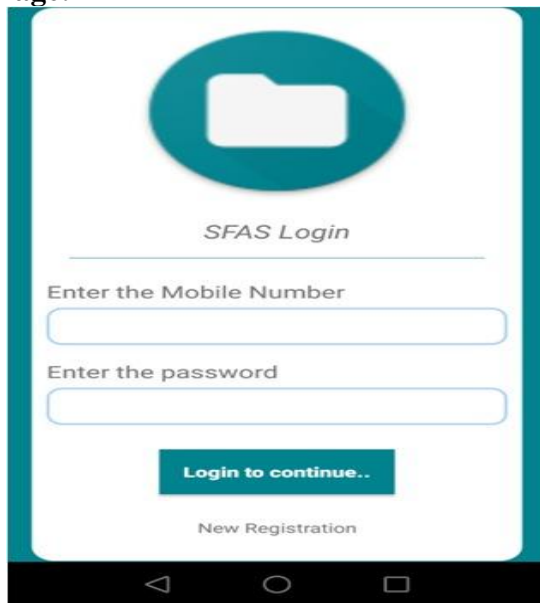 SFAS Login
Enter the Mobile Number
Enter the password
Login to continue..
New Registration